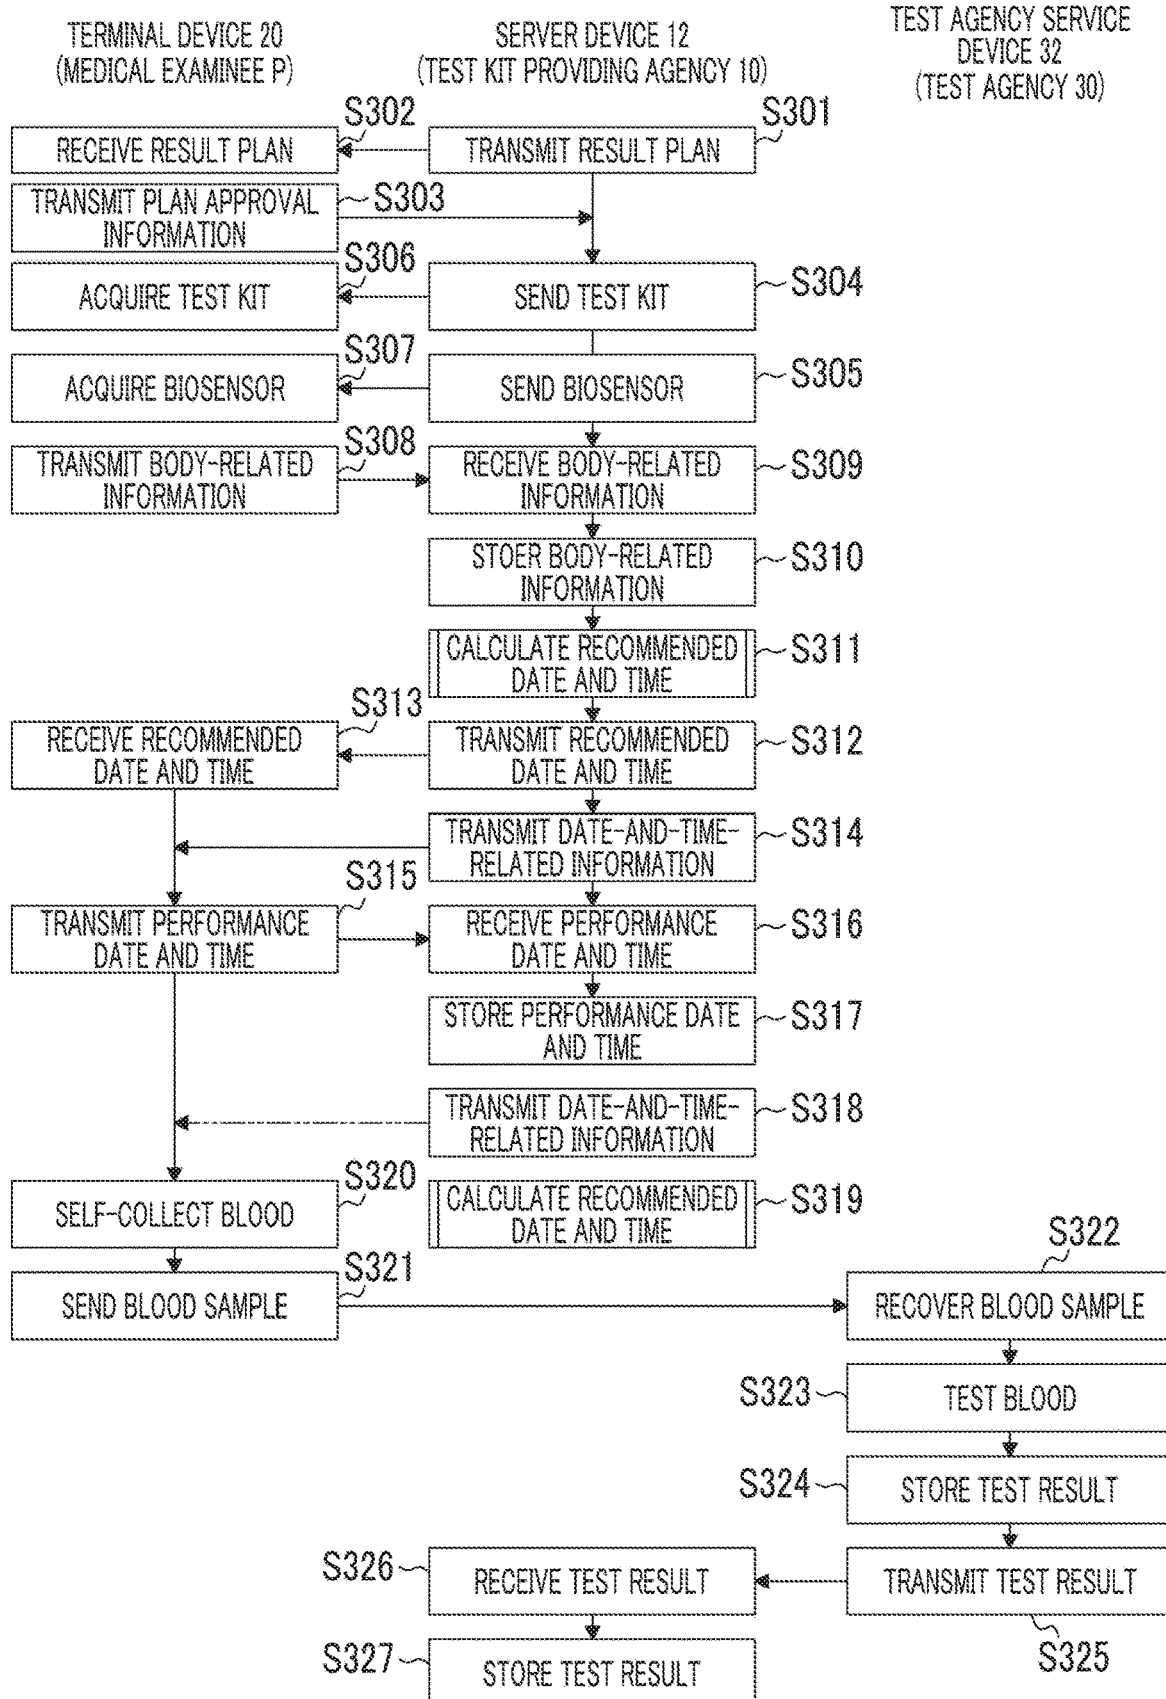 TERMINAL DEVICE 20
(MEDICAL EXAMINEE P)
SERVER DEVICE 12
(TEST KIT PROVIDING AGENCY 10)
TEST AGENCY SERVICE
DEVICE 32
(TEST AGENCY 30)
S302
RECEIVE RESULT PLAN
S301
TRANSMIT RESULT PLAN
S303
TRANSMIT PLAN APPROVAL
INFORMATION
S306
ACQUIRE TEST KIT
S304
SEND TEST KIT
S307
ACQUIRE BIOSENSOR
S305
SEND BIOSENSOR
S308
TRANSMIT BODY-RELATED
INFORMATION
S309
RECEIVE BODY-RELATED
INFORMATION
S310
STOER BODY-RELATED
INFORMATION
S311
CALCULATE RECOMMENDED
DATE AND TIME
S313
RECEIVE RECOMMENDED
DATE AND TIME
S312
TRANSMIT RECOMMENDED
DATE AND TIME
S314
TRANSMIT DATE-AND-TIME-
RELATED INFORMATION
S315
TRANSMIT PERFORMANCE
DATE AND TIME
S316
RECEIVE PERFORMANCE
DATE AND TIME
S317
STORE PERFORMANCE DATE
AND TIME
S318
TRANSMIT DATE-AND-TIME-
RELATED INFORMATION
S320
SELF-COLLECT BLOOD
S319
CALCULATE RECOMMENDED
DATE AND TIME
S321
SEND BLOOD SAMPLE
S322
RECOVER BLOOD SAMPLE
S323
TEST BLOOD
S324
STORE TEST RESULT
S326
RECEIVE TEST RESULT
TRANSMIT TEST RESULT
S325
S327
STORE TEST RESULT